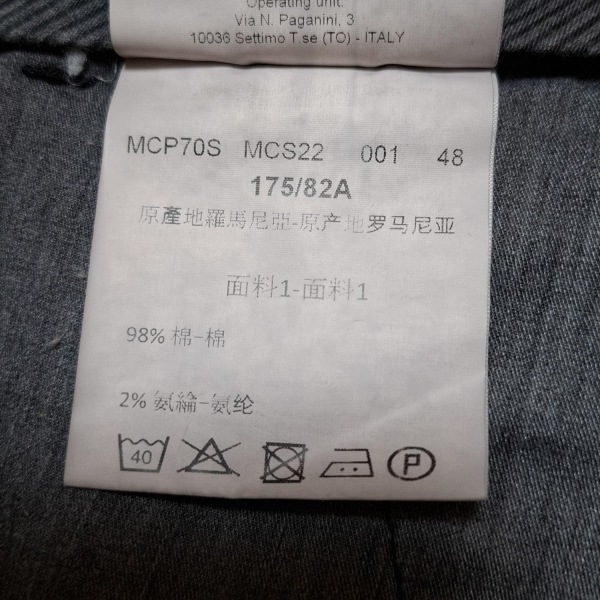 Operating unit:
Via N. Paganini, 3
10036 Settimo T.se (TO) - ITALY
MCP70S MCS22 001 48
175/82A
原產地羅馬尼亞-原产地罗马尼亚
面料1-面料1
98% 棉-棉
2% 氨綸-氨纶
40
P